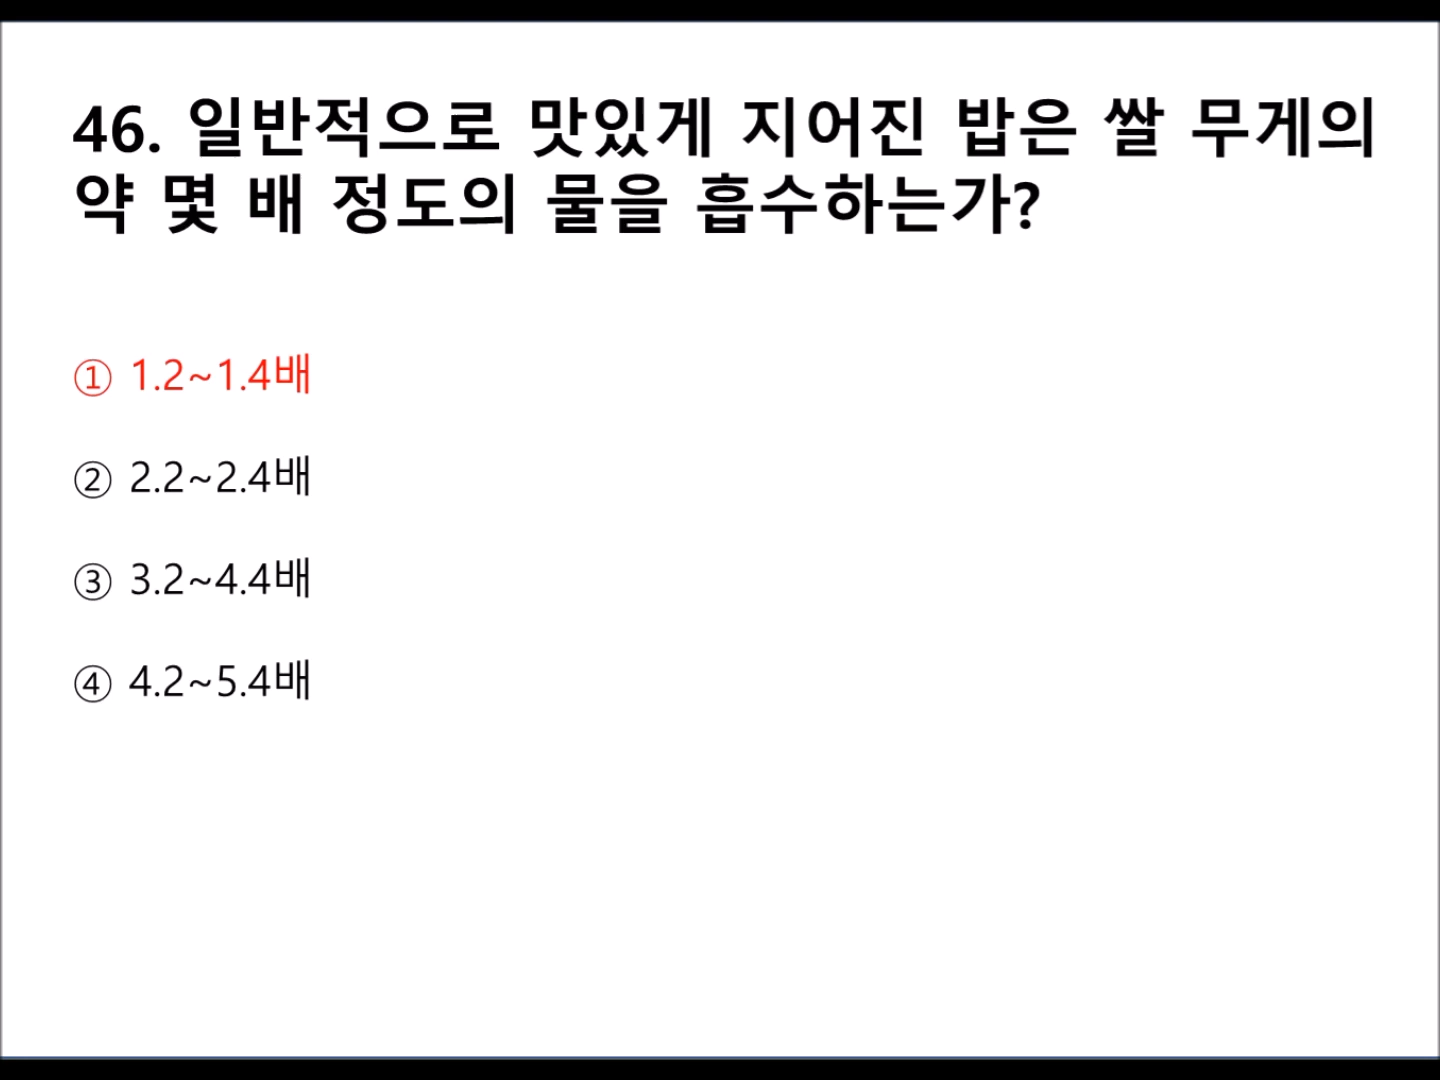 46. 일반적으로 맛있게 지어진 밥은 쌀 무게의
약 몇 배 정도의 물을 흡수하는가?
① 1.2~1.4배
② 2.2~2.4배
③ 3.2~4.4배
④ 4.2~5.4배